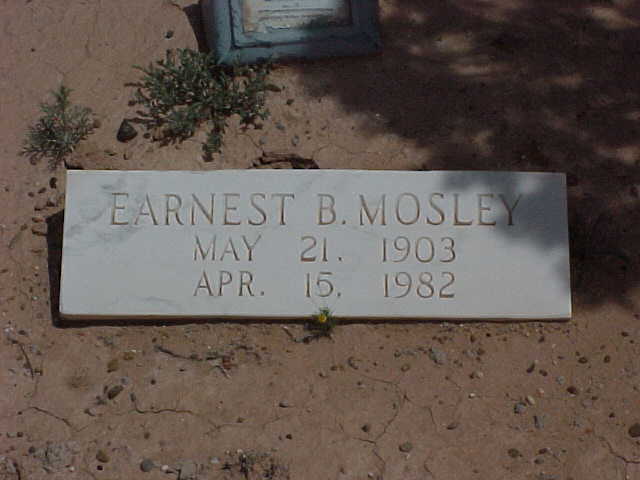 EARNEST B. MOSLEY
MAY 21. 1903
APR. 15, 1982